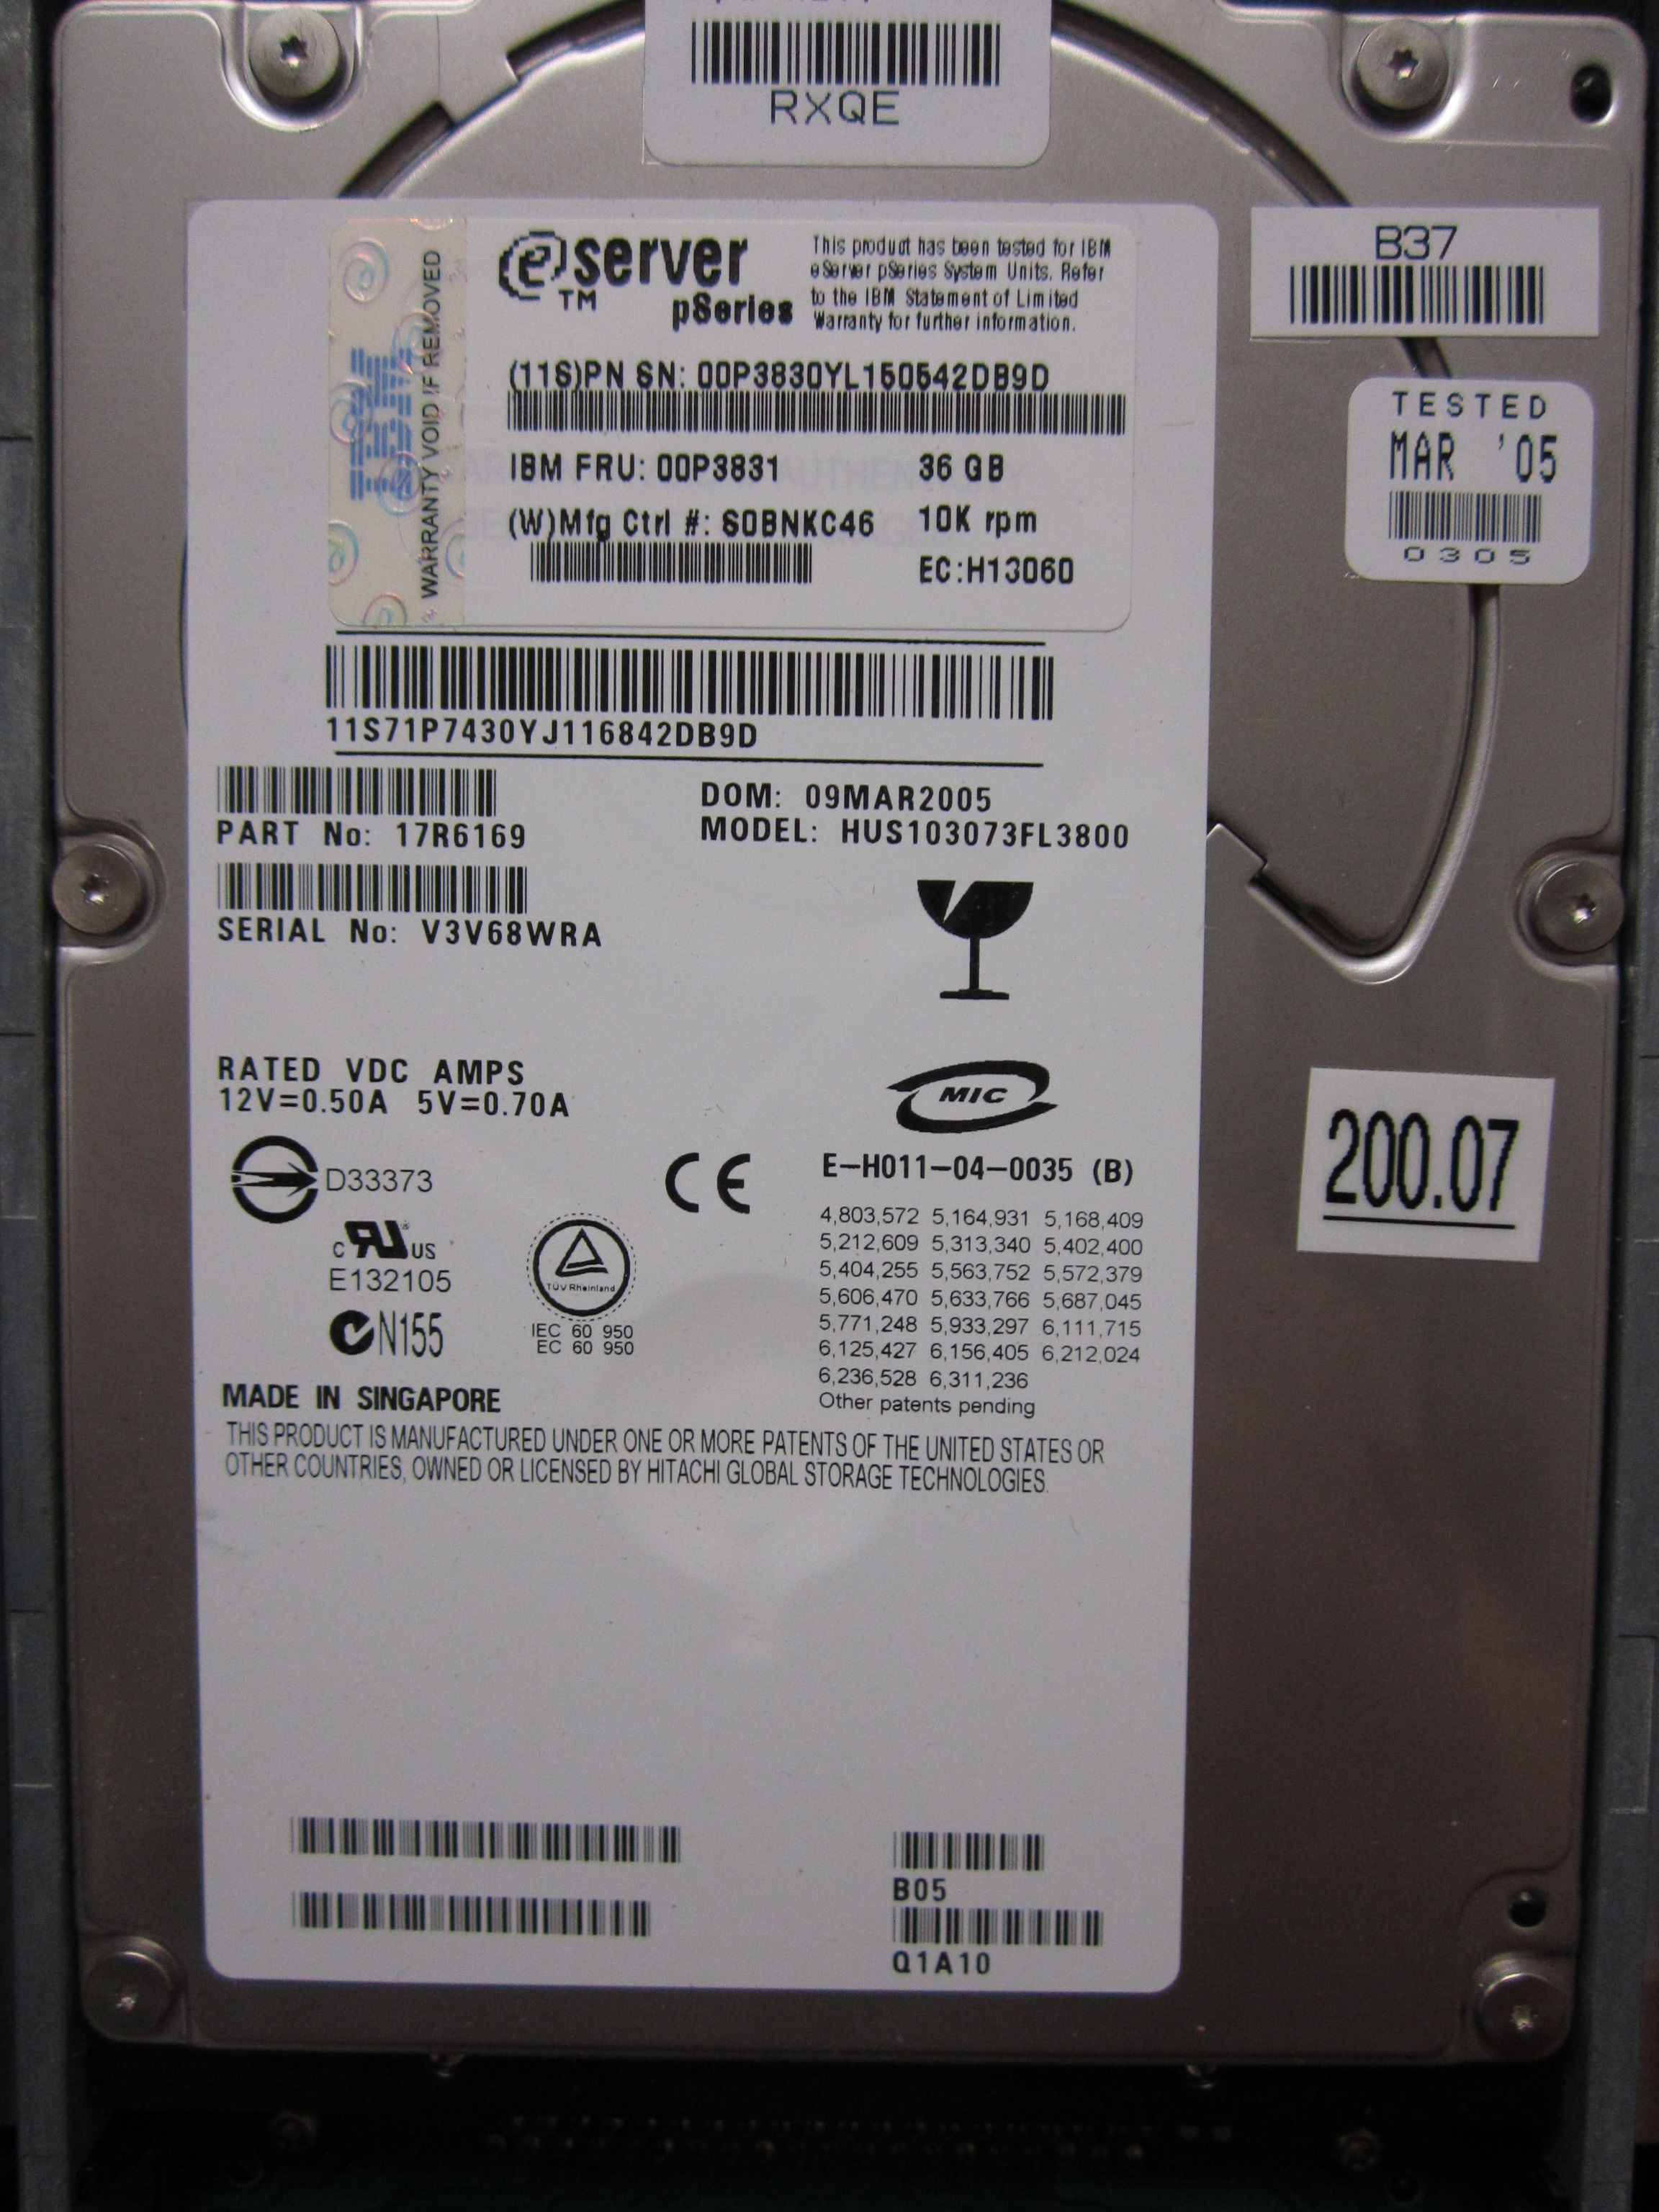 RXQE
B37
TESTED
MAR '05
0305
IBM
WARRANTY VOID IF REMOVED
eserver
TM
pSeries
This product has been tested for IBM
eServer pSeries System Units. Refer
to the IBM Statement of Limited
Warranty for further information.
(11S)PN SN: 00P3830YL150542DB9D
IBM FRU: 00P3831 36 GB
(W)Mfg Ctrl #: S0BNKC46 10K rpm
EC:H13060
11S71P7430YJ116842DB9D
PART No: 17R6169
DOM: 09MAR2005
MODEL: HUS103073FL3800
SERIAL No: V3V68WRA
RATED VDC AMPS
12V=0.50A 5V=0.70A
MIC
E-H011-04-0035 (B)
200.07
D33373
CE
C RU ® US
E132105
N155
TÜV Rheinland
IEC 60 950
EC 60 950
4,803,572 5,164,931 5,168,409
5,212,609 5,313,340 5,402,400
5,404,255 5,563,752 5,572,379
5,606,470 5,633,766 5,687,045
5,771,248 5,933,297 6,111,715
6,125,427 6,156,405 6,212,024
6,236,528 6,311,236
Other patents pending
MADE IN SINGAPORE
THIS PRODUCT IS MANUFACTURED UNDER ONE OR MORE PATENTS OF THE UNITED STATES OR
OTHER COUNTRIES, OWNED OR LICENSED BY HITACHI GLOBAL STORAGE TECHNOLOGIES.
B05
Q1A10